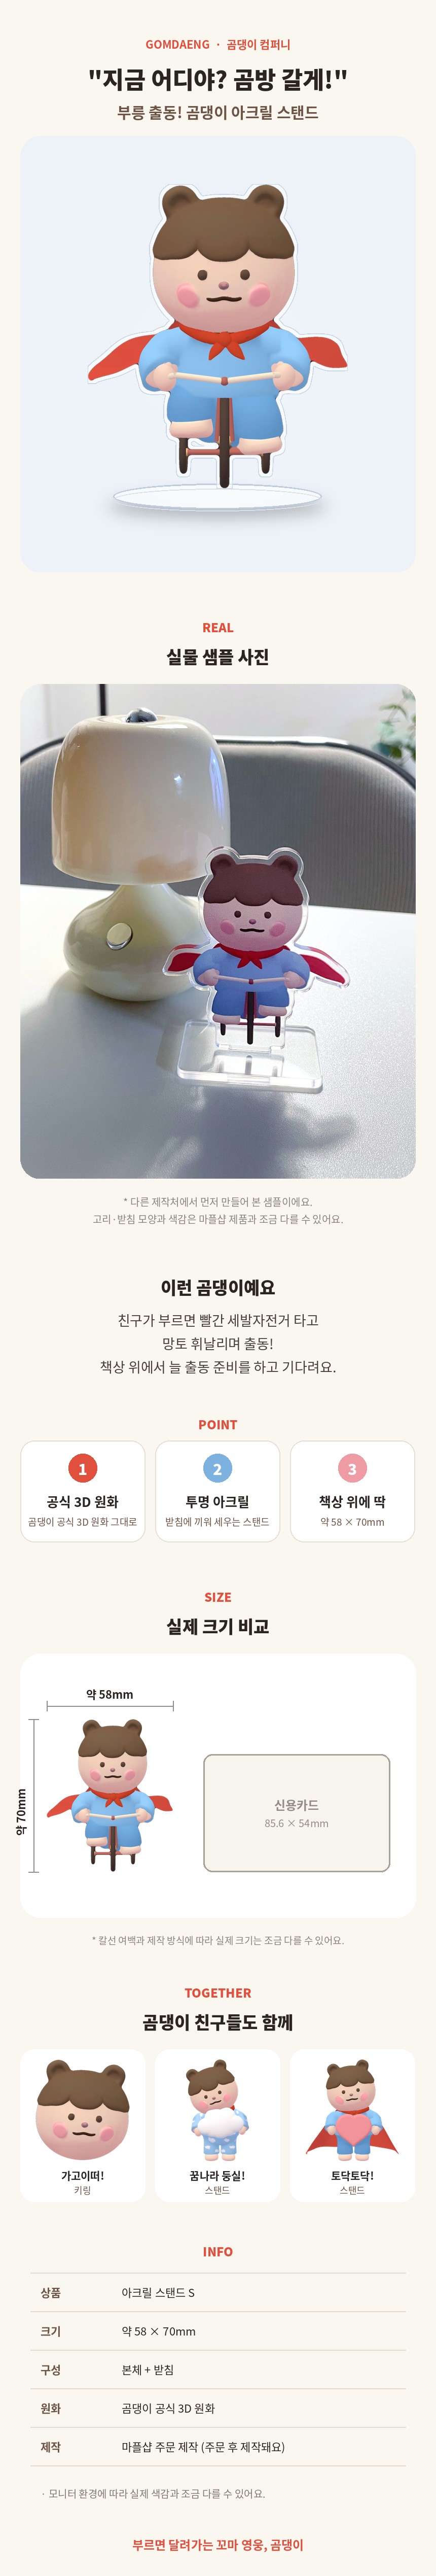 GOMDAENG · 곰댕이 컴퍼니
"지금 어디야? 곰방 갈게!"
부릉 출동! 곰댕이 아크릴 스탠드
REAL
실물 샘플 사진
* 다른 제작처에서 먼저 만들어 본 샘플이에요.
고리·받침 모양과 색감은 마플샵 제품과 조금 다를 수 있어요.
이런 곰댕이예요
친구가 부르면 빨간 세발자전거 타고
망토 휘날리며 출동!
책상 위에서 늘 출동 준비를 하고 기다려요.
POINT
1
공식 3D 원화
곰댕이 공식 3D 원화 그대로
2
투명 아크릴
받침에 끼워 세우는 스탠드
3
책상 위에 딱
약 58 × 70mm
SIZE
실제 크기 비교
약 58mm
약 70mm
신용카드
85.6 × 54mm
* 칼선 여백과 제작 방식에 따라 실제 크기는 조금 다를 수 있어요.
TOGETHER
곰댕이 친구들도 함께
가고이떠!
키링
꿈나라 둥실!
스탠드
토닥토닥!
스탠드
INFO
상품 아크릴 스탠드 S
크기 약 58 × 70mm
구성 본체 + 받침
원화 곰댕이 공식 3D 원화
제작 마플샵 주문 제작 (주문 후 제작돼요)
· 모니터 환경에 따라 실제 색감과 조금 다를 수 있어요.
부르면 달려가는 꼬마 영웅, 곰댕이